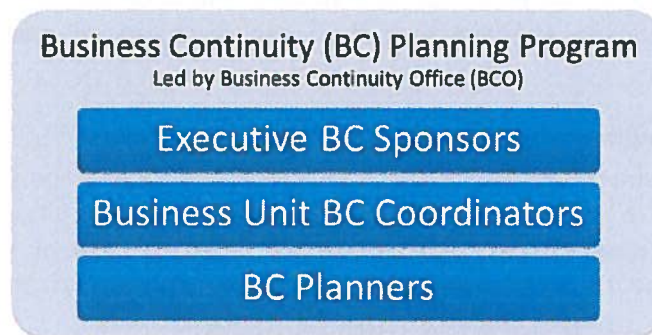 Business Continuity (BC) Planning Program
Led by Business Continuity Office (BCO)
Executive BC Sponsors
Business Unit BC Coordinators
BC Planners